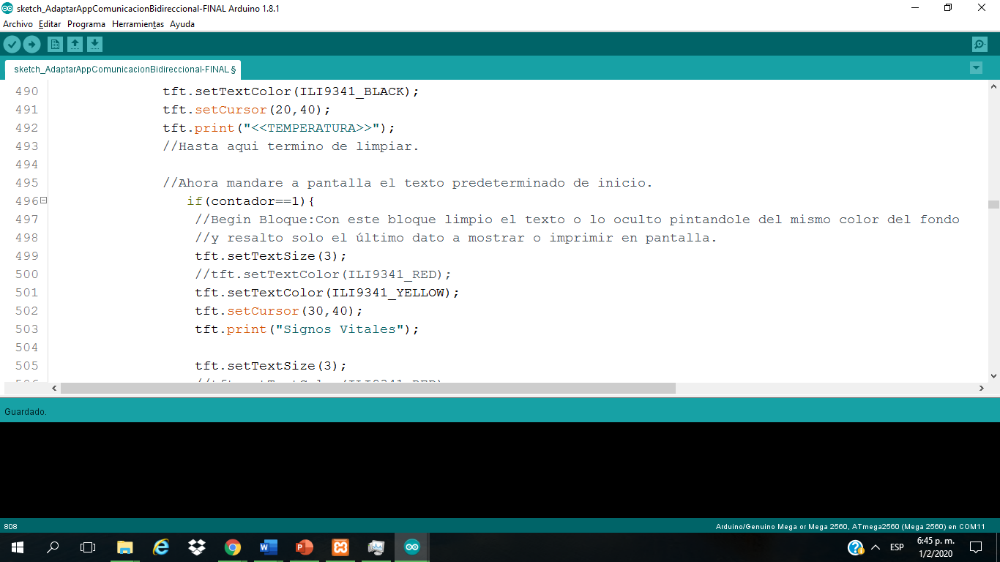 sketch_AdaptarAppComunicacionBidireccional-FINAL Arduino 1.8.1
Archivo Editar Programa Herramientas Ayuda
sketch_AdaptarAppComunicacionBidireccional-FINAL §
490 tft.setTextColor(ILI9341_BLACK);
491 tft.setCursor(20,40);
492 tft.print("<<TEMPERATURA>>");
493 //Hasta aqui termino de limpiar.
494
495 //Ahora mandare a pantalla el texto predeterminado de inicio.
496 if(contador==1){
497 //Begin Bloque:Con este bloque limpio el texto o lo oculto pintandole del mismo color del fondo
498 //y resalto solo el último dato a mostrar o imprimir en pantalla.
499 tft.setTextSize(3);
500 //tft.setTextColor(ILI9341_RED);
501 tft.setTextColor(ILI9341_YELLOW);
502 tft.setCursor(30,40);
503 tft.print("Signos Vitales");
504
505 tft.setTextSize(3);
Guardado.
808 Arduino/Genuino Mega or Mega 2560, ATmega2560 (Mega 2560) en COM11
ESP
6:45 p. m.
1/2/2020